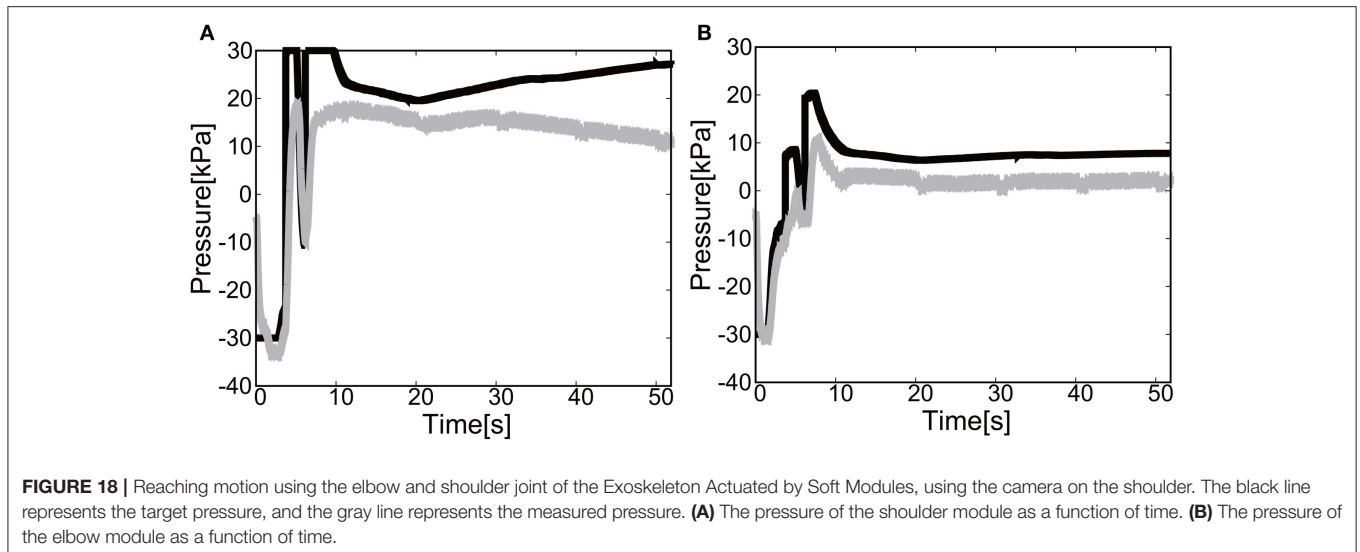 A
30
20
10
0
-10
-20
-30
-40
Pressure[kPa]
0 10 20 30 40 50
Time[s]
B
30
20
10
0
-10
-20
-30
-40
Pressure[kPa]
0 10 20 30 40 50
Time[s]
FIGURE 18 | Reaching motion using the elbow and shoulder joint of the Exoskeleton Actuated by Soft Modules, using the camera on the shoulder. The black line
represents the target pressure, and the gray line represents the measured pressure. (A) The pressure of the shoulder module as a function of time. (B) The pressure of
the elbow module as a function of time.